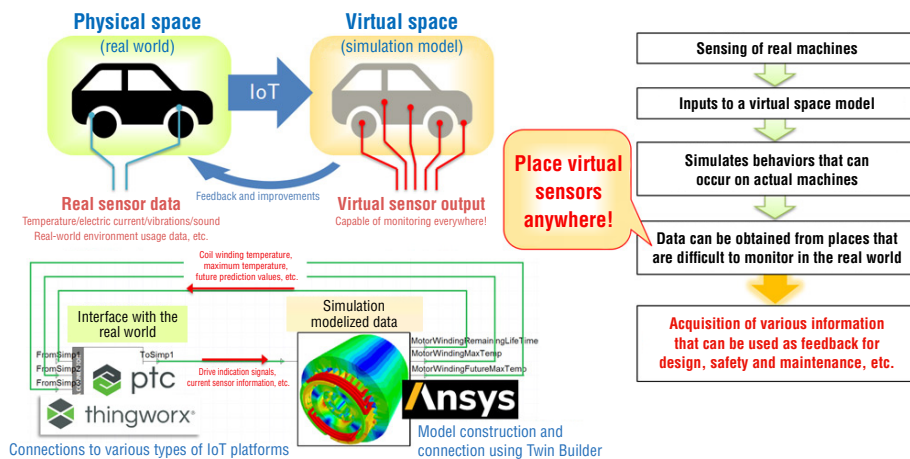 Physical space
(real world)
Virtual space
(simulation model)
IoT
Real sensor data
Temperature/electric current/vibrations/sound
Real-world environment usage data, etc.
Feedback and improvements
Virtual sensor output
Capable of monitoring everywhere!
Coil winding temperature,
maximum temperature,
future prediction values, etc.
Interface with the
real world
Simulation
modelized data
FromSimp1
FromSimp2
FromSimp3
ToSimp1
ptc
thingworx®
Drive indication signals,
current sensor information, etc.
MotorWindingRemainingLifeTime
MotorWindingMaxTemp
MotorWindingFutureMaxTemp
Ansys
Connections to various types of IoT platforms
Model construction and
connection using Twin Builder
Place virtual
sensors
anywhere!
Sensing of real machines
Inputs to a virtual space model
Simulates behaviors that can
occur on actual machines
Data can be obtained from places that
are difficult to monitor in the real world
Acquisition of various information
that can be used as feedback for
design, safety and maintenance, etc.